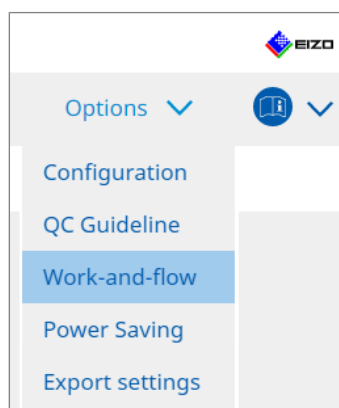 EIZO
Options
Configuration
QC Guideline
Work-and-flow
Power Saving
Export settings